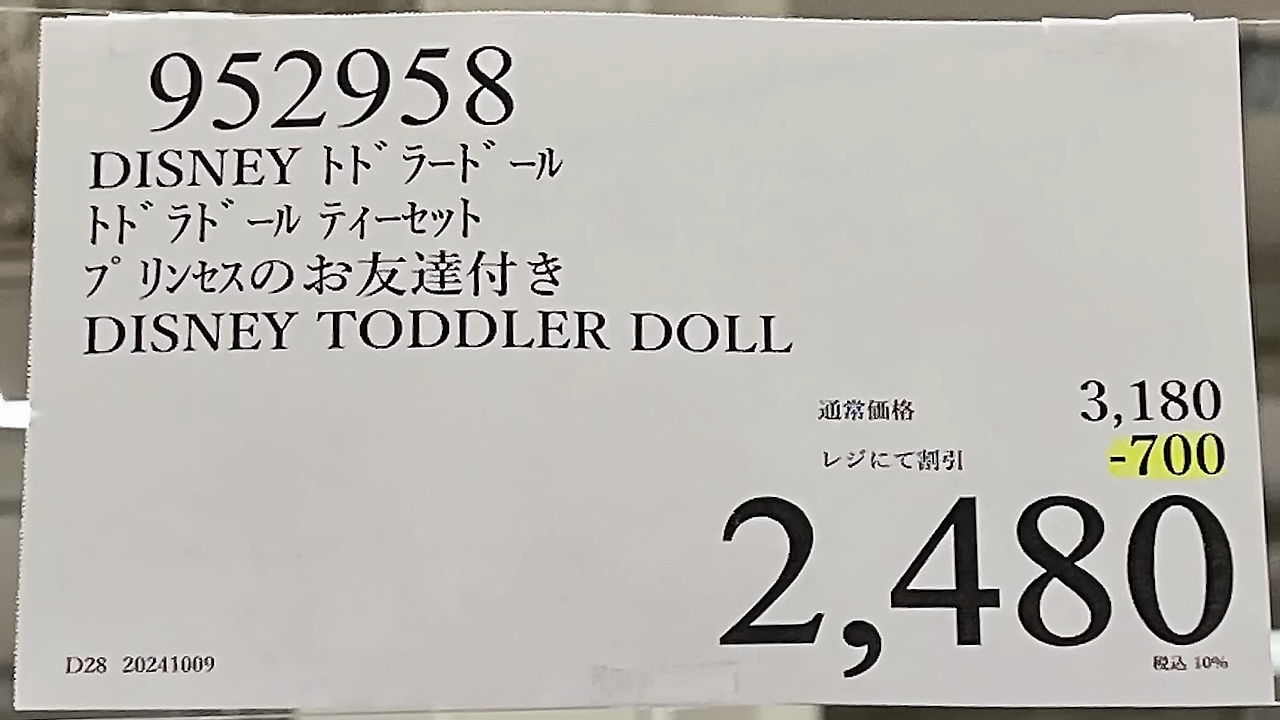 952958
DISNEY トドラードール
トドラドール ティーセット
プリンセスのお友達付き
DISNEY TODDLER DOLL
通常価格 3,180
レジにて割引 -700
2,480
税込 10%
D28 20241009